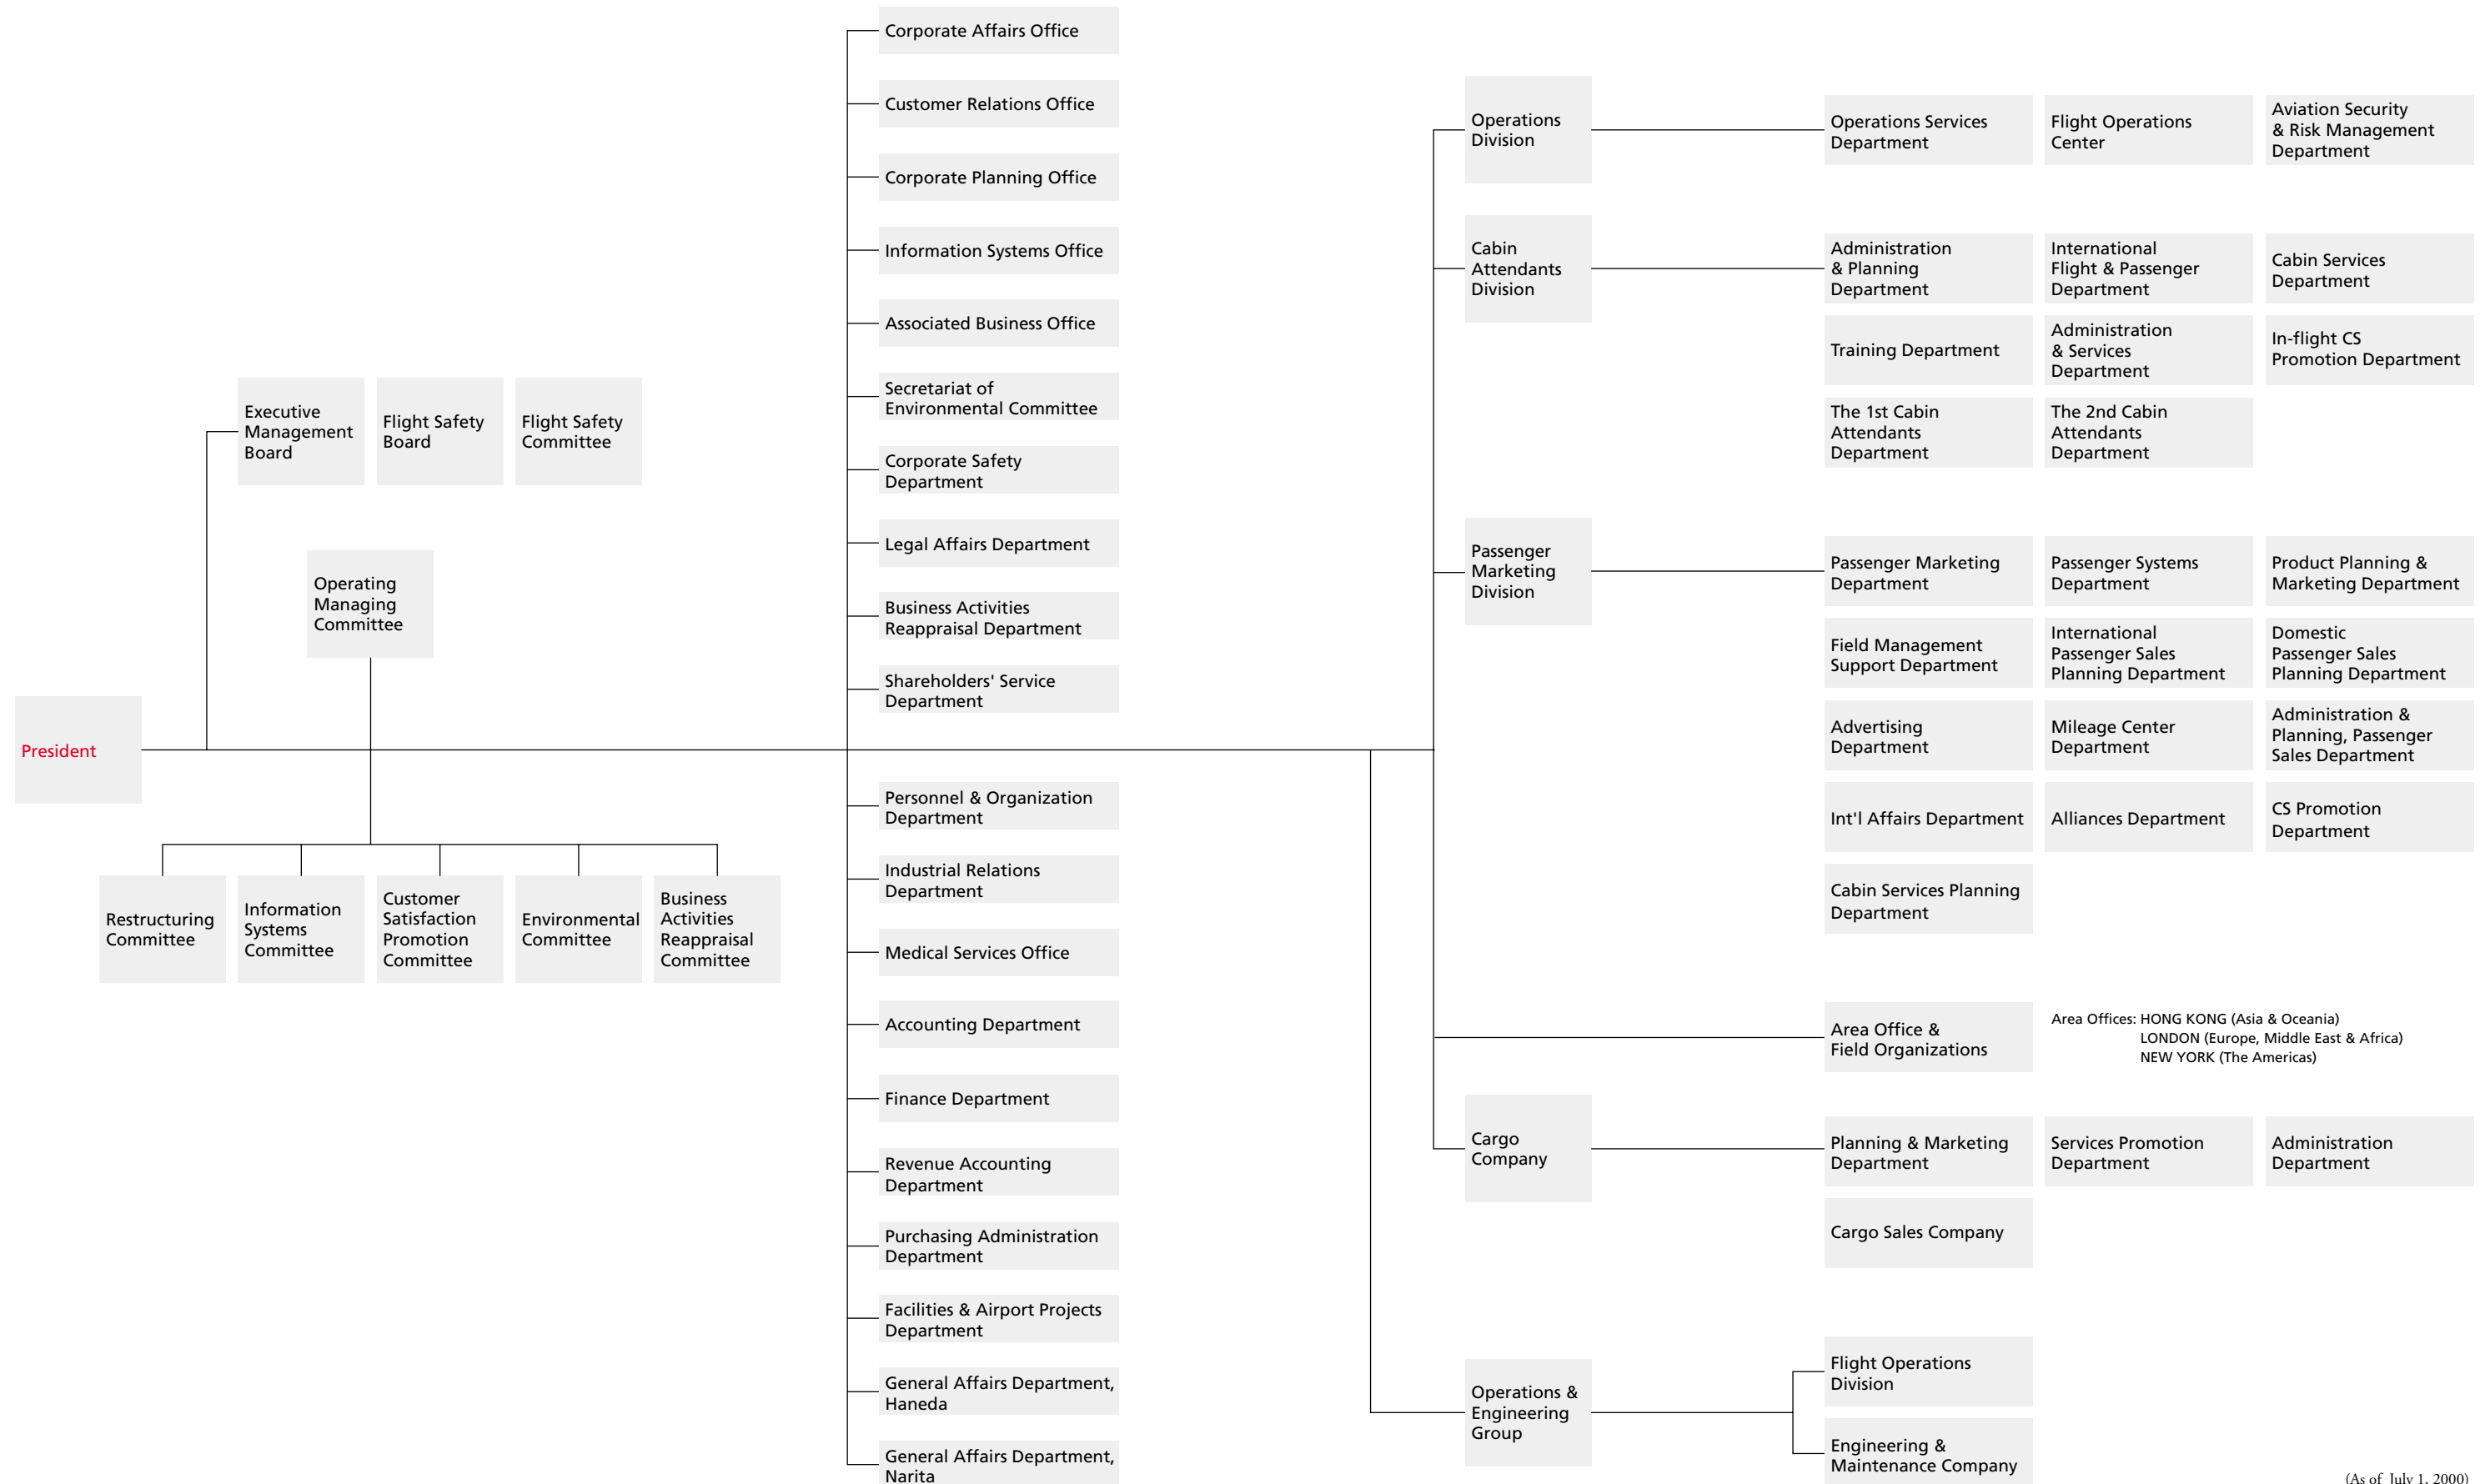 President
Executive
Management
Board
Flight Safety
Board
Flight Safety
Committee
Operating
Managing
Committee
Restructuring
Committee
Information
Systems
Committee
Customer
Satisfaction
Promotion
Committee
Environmental
Committee
Business
Activities
Reappraisal
Committee
Corporate Affairs Office
Customer Relations Office
Corporate Planning Office
Information Systems Office
Associated Business Office
Secretariat of
Environmental Committee
Corporate Safety
Department
Legal Affairs Department
Business Activities
Reappraisal Department
Shareholders' Service
Department
Personnel & Organization
Department
Industrial Relations
Department
Medical Services Office
Accounting Department
Finance Department
Revenue Accounting
Department
Purchasing Administration
Department
Facilities & Airport Projects
Department
General Affairs Department,
Haneda
General Affairs Department,
Narita
Operations
Division
Operations Services
Department
Flight Operations
Center
Aviation Security
& Risk Management
Department
Cabin
Attendants
Division
Administration
& Planning
Department
International
Flight & Passenger
Department
Cabin Services
Department
Training Department
Administration
& Services
Department
In-flight CS
Promotion Department
The 1st Cabin
Attendants
Department
The 2nd Cabin
Attendants
Department
Passenger
Marketing
Division
Passenger Marketing
Department
Passenger Systems
Department
Product Planning &
Marketing Department
Field Management
Support Department
International
Passenger Sales
Planning Department
Domestic
Passenger Sales
Planning Department
Advertising
Department
Mileage Center
Department
Administration &
Planning, Passenger
Sales Department
Int'l Affairs Department
Alliances Department
CS Promotion
Department
Cabin Services Planning
Department
Area Office &
Field Organizations
Area Offices: HONG KONG (Asia & Oceania)
LONDON (Europe, Middle East & Africa)
NEW YORK (The Americas)
Cargo
Company
Planning & Marketing
Department
Services Promotion
Department
Administration
Department
Cargo Sales Company
Operations &
Engineering
Group
Flight Operations
Division
Engineering &
Maintenance Company
(As of July 1, 2000)